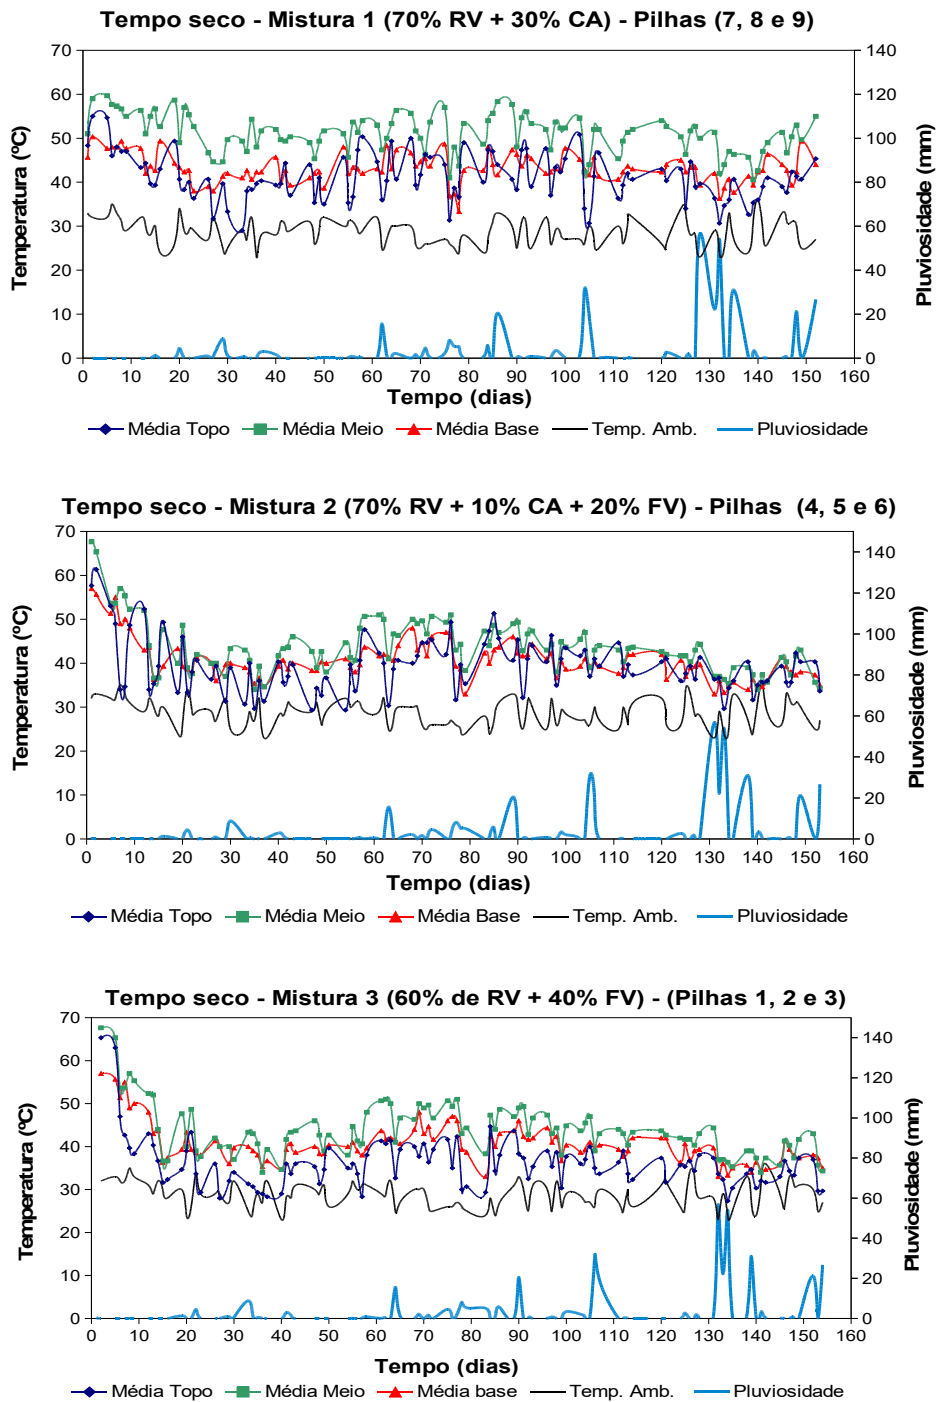 Tempo seco - Mistura 1 (70% RV + 30% CA) - Pilhas (7, 8 e 9)
70 140
60 120
50 100
40 80
30 60
20 40
10 20
0 0
0 10 20 30 40 50 60 70 80 90 100 110 120 130 140 150 160
Temperatura (ºC)
Pluviosidade (mm)
Tempo (dias)
Média Topo Média Meio Média Base Temp. Amb. Pluviosidade
Tempo seco - Mistura 2 (70% RV + 10% CA + 20% FV) - Pilhas (4, 5 e 6)
70
60 140
50 120
40 100
30 80
20 60
10 40
0 20
0
0 10 20 30 40 50 60 70 80 90 100 110 120 130 140 150 160
Temperatura (ºC)
Pluviosidade (mm)
Tempo (dias)
Média Topo Média Meio Média Base Temp. Amb. Pluviosidade
Tempo seco - Mistura 3 (60% de RV + 40% FV) - (Pilhas 1, 2 e 3)
70
60 140
50 120
40 100
30 80
20 60
10 40
0 20
0
0 10 20 30 40 50 60 70 80 90 100 110 120 130 140 150 160
Temperatura (ºC)
Pluviosidade (mm)
Tempo (dias)
Média Topo Média Meio Média base Temp. Amb. Pluviosidade